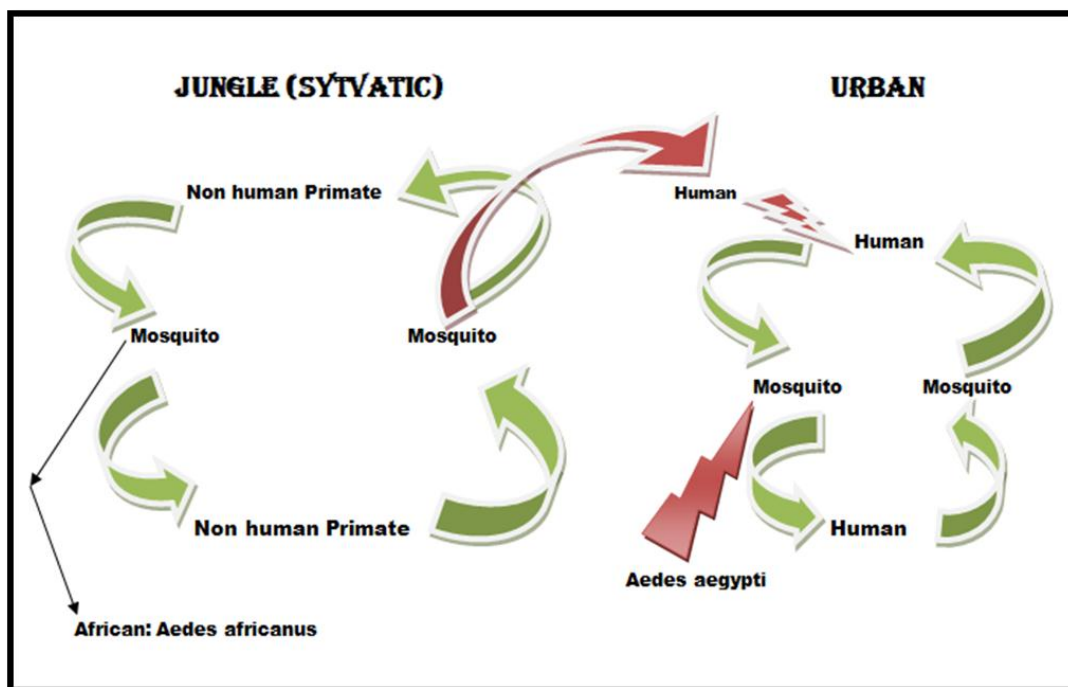 JUNGLE (SYTVATIC)
URBAN
Non human Primate
Human
Human
Mosquito
Mosquito
Mosquito
Mosquito
Non human Primate
Human
Aedes aegypti
African: Aedes africanus